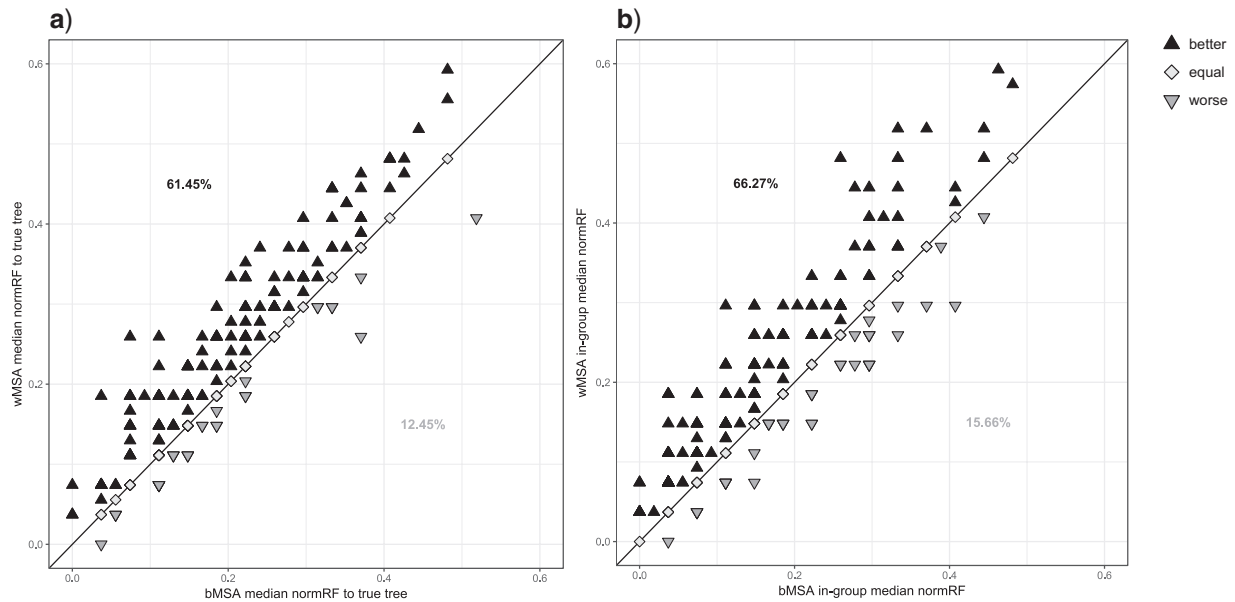 a)
b)
better
equal
worse
0.6
0.4
0.2
0.0
wMSA median normRF to true tree
61.45%
12.45%
0.0
0.2
0.4
0.6
bMSA median normRF to true tree
0.6
0.4
0.2
0.0
wMSA in-group median normRF
66.27%
15.66%
0.0
0.2
0.4
0.6
bMSA in-group median normRF